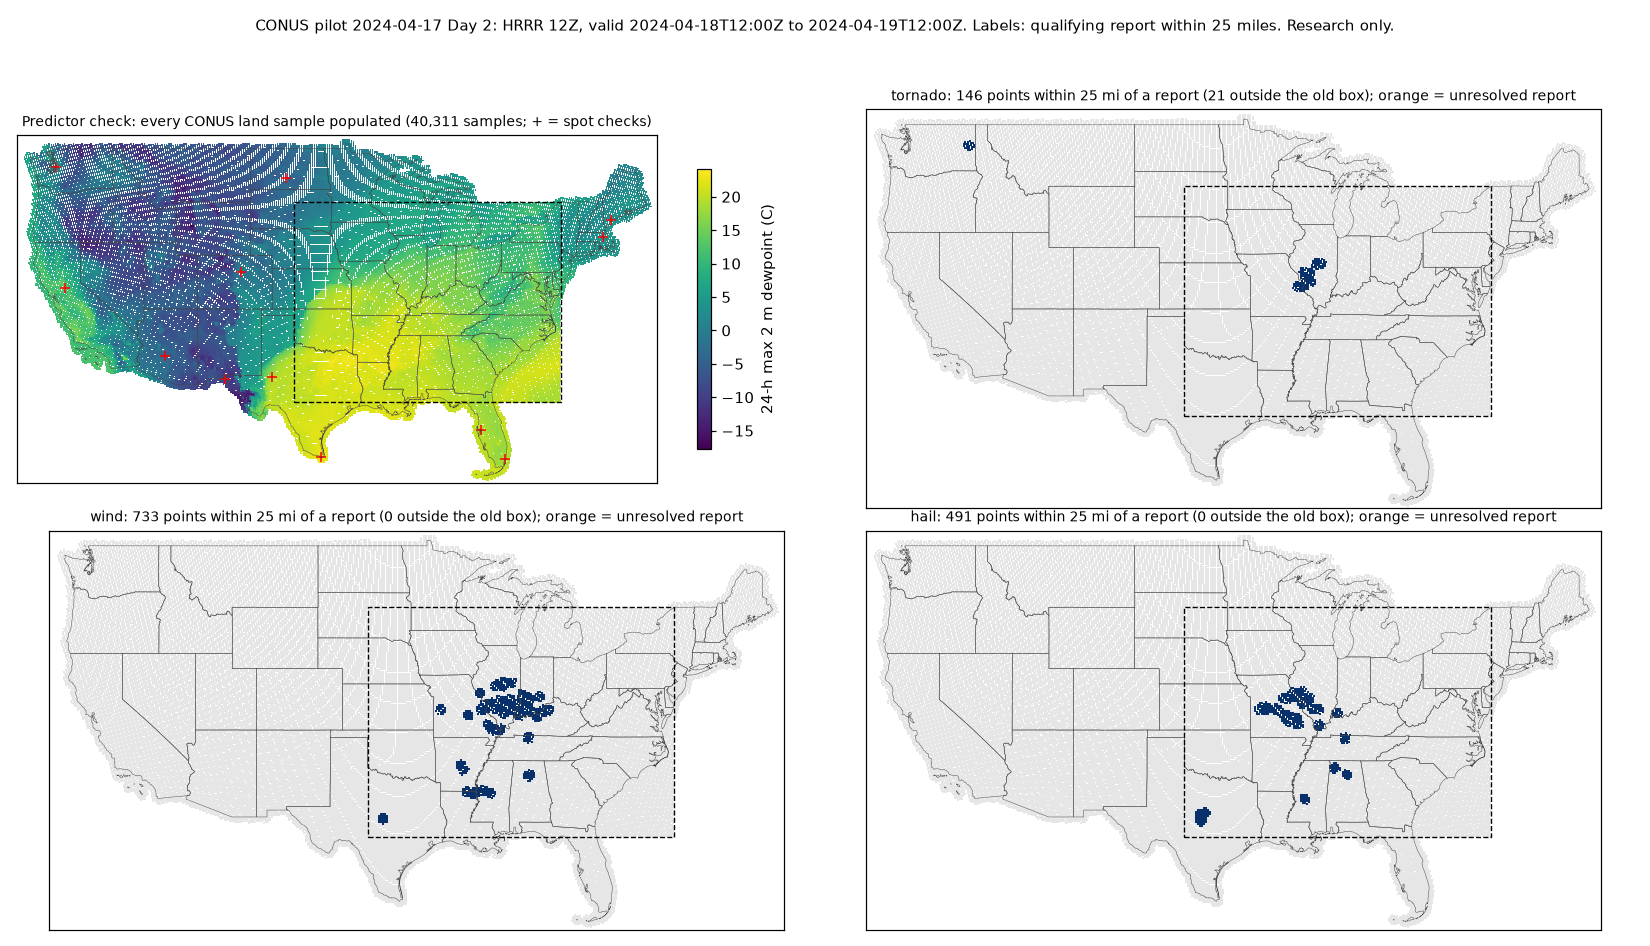 CONUS pilot 2024-04-17 Day 2: HRRR 12Z, valid 2024-04-18T12:00Z to 2024-04-19T12:00Z. Labels: qualifying report within 25 miles. Research only.
Predictor check: every CONUS land sample populated (40,311 samples; + = spot checks)
20
15
10
5
0
−5
−10
−15
24-h max 2 m dewpoint (C)
tornado: 146 points within 25 mi of a report (21 outside the old box); orange = unresolved report
wind: 733 points within 25 mi of a report (0 outside the old box); orange = unresolved report
hail: 491 points within 25 mi of a report (0 outside the old box); orange = unresolved report